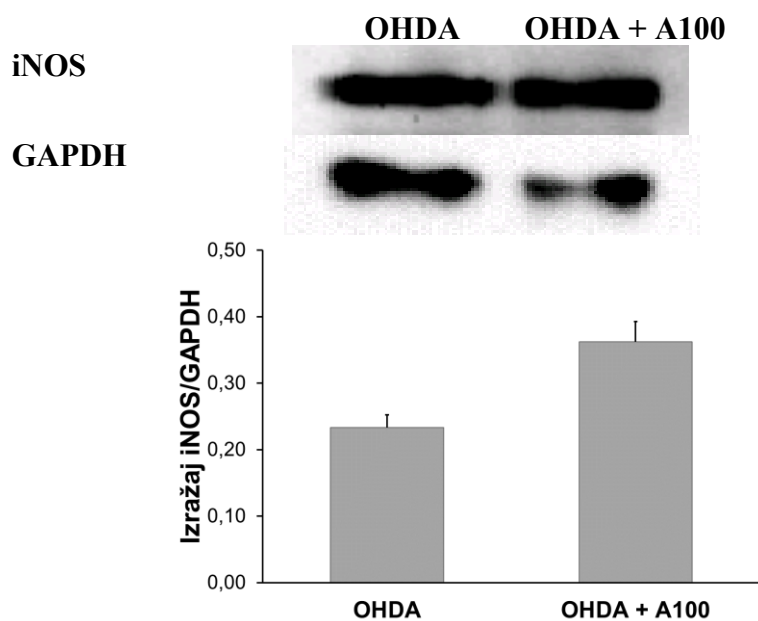 OHDA OHDA + A100
iNOS
GAPDH
0,50
0,40
0,30
0,20
0,10
0,00
Izražaj iNOS/GAPDH
OHDA OHDA + A100